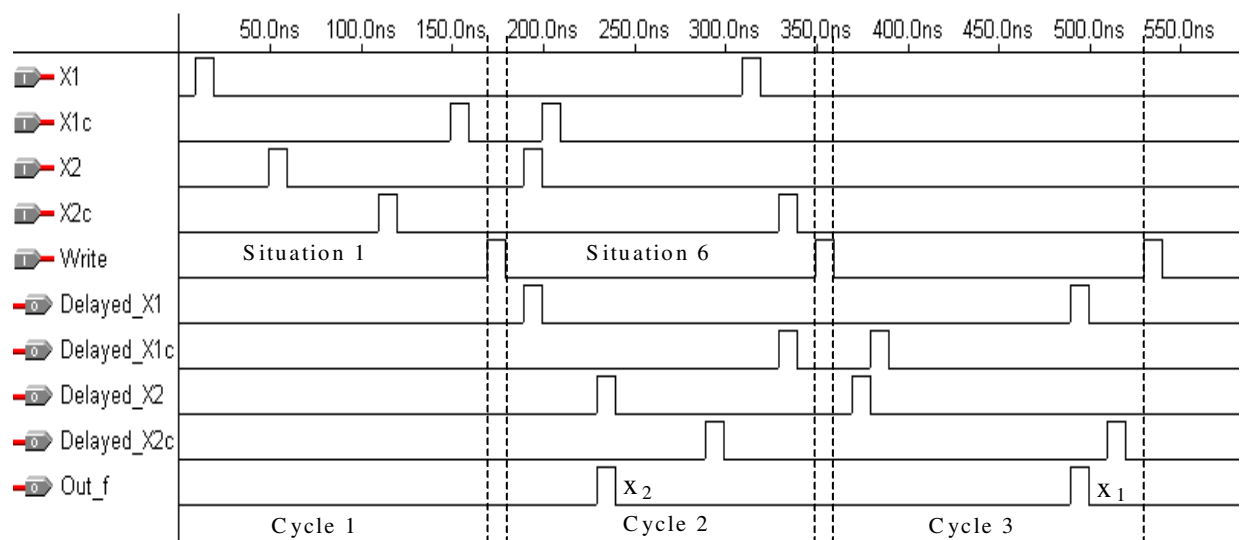 50.0ns 100.0ns 150.0ns 200.0ns 250.0ns 300.0ns 350.0ns 400.0ns 450.0ns 500.0ns 550.0ns
I X1
I X1c
I X2
I X2c
I Write Situation 1 Situation 6
O Delayed_X1
O Delayed_X1c
O Delayed_X2
O Delayed_X2c
O Out_f x2 x1
Cycle 1 Cycle 2 Cycle 3